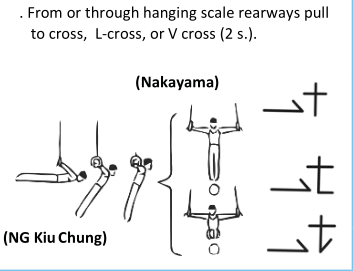 . From or through hanging scale rearways pull
to cross, L-cross, or V cross (2 s.).
(Nakayama)
(NG Kiu Chung)